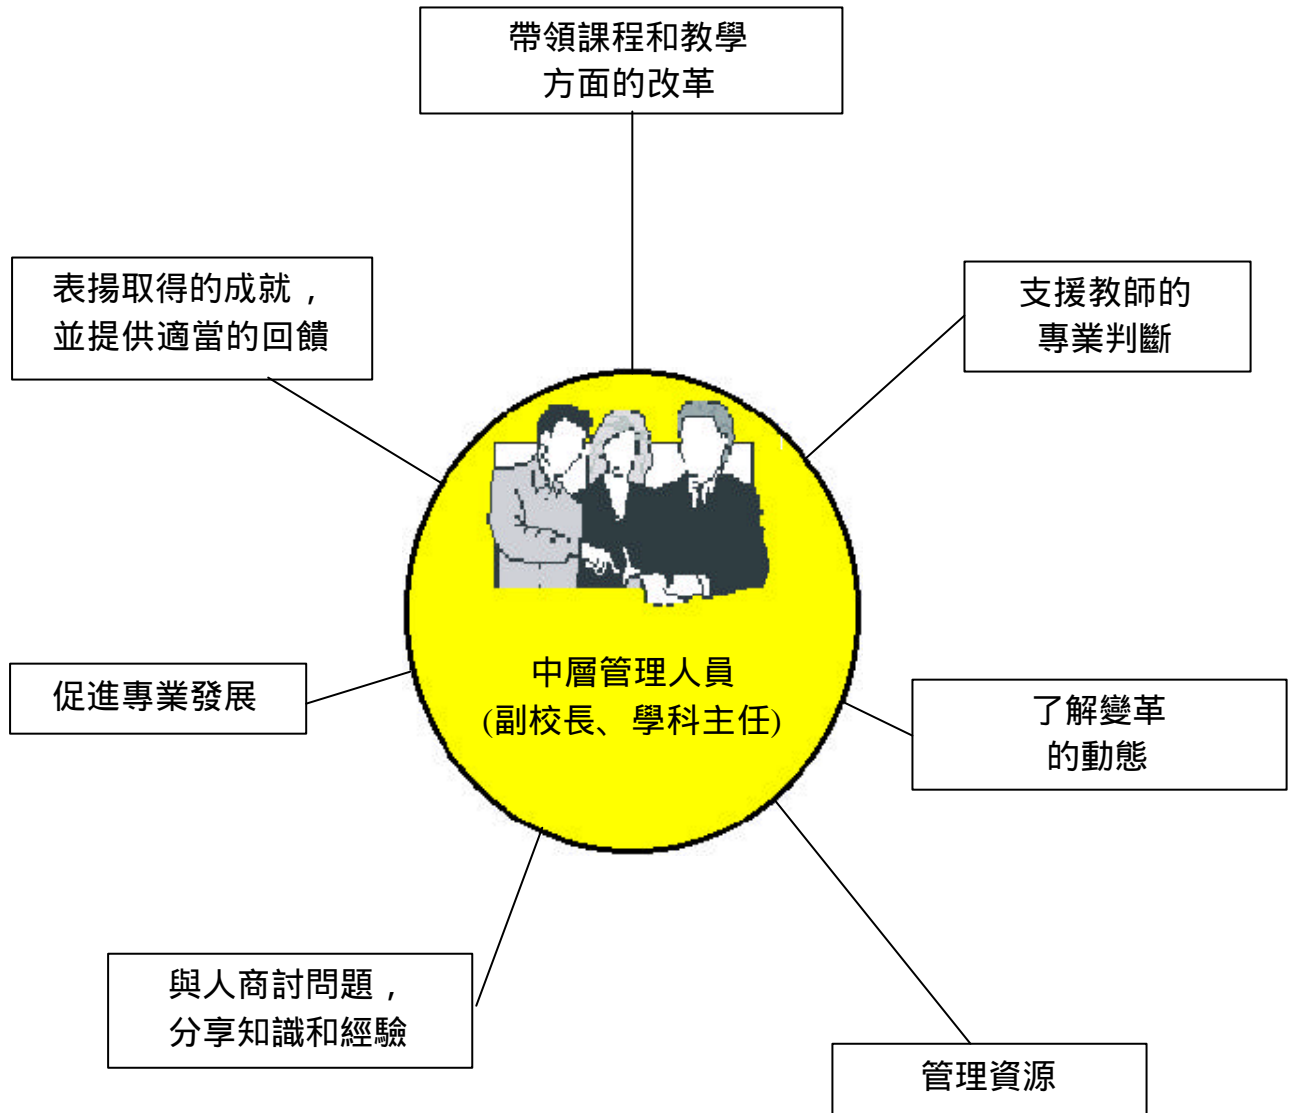 帶領課程和教學
方面的改革
表揚取得的成就，
並提供適當的回饋
支援教師的
專業判斷
中層管理人員
(副校長、學科主任)
促進專業發展
了解變革
的動態
與人商討問題，
分享知識和經驗
管理資源